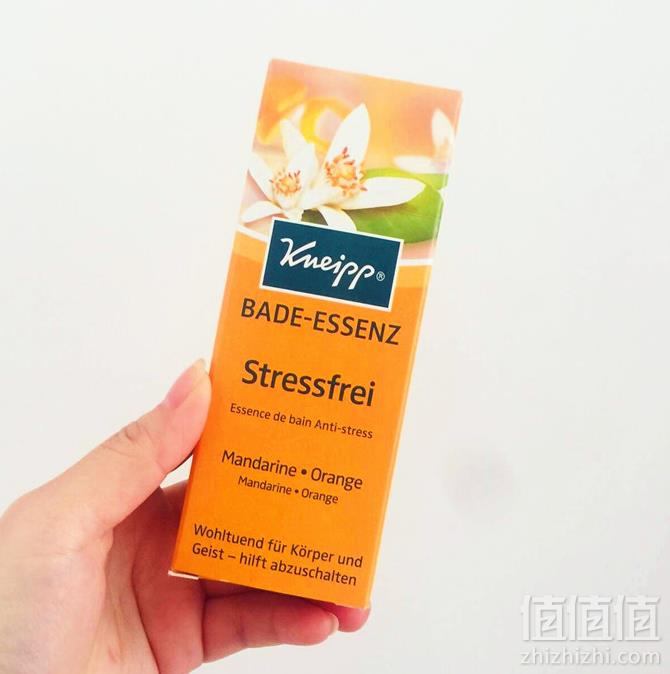 Kneipp®
BADE-ESSENZ
Stressfrei
Essence de bain Anti-stress
Mandarine • Orange
Mandarine • Orange
Wohltuend für Körper und
Geist – hilft abzuschalten
值值值
zhizhizhi.com